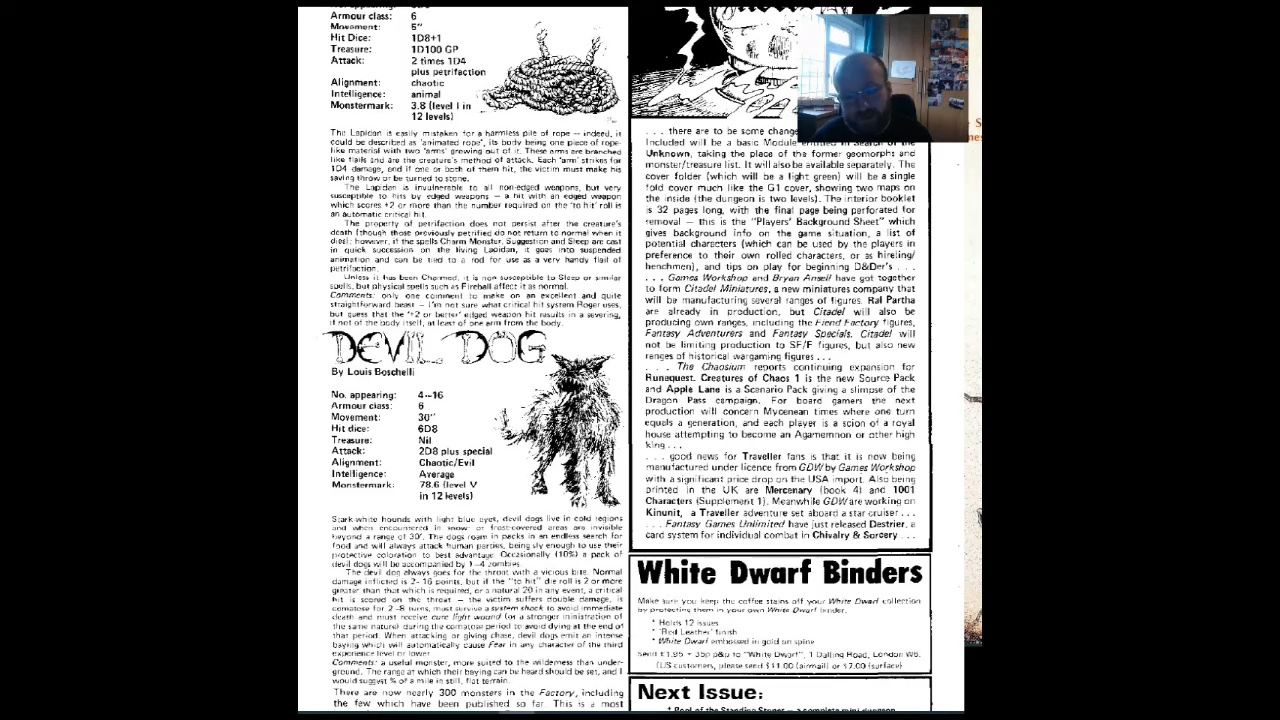 Armour class: 6
Movement: 5"
Hit Dice: 1D8+1
Treasure: 1D100 GP
Attack: 2 times 1D4
plus petrifaction
Alignment: chaotic
Intelligence: animal
Monstermark: 3.8 (level I in
12 levels)
The Lapidan is easily mistaken for a harmless pile of rope — indeed, it
could be described as 'animated rope', its body being one piece of rope-
like material with two 'arms' growing out of it. These arms are branched
like flails and are the creature's method of attack. Each 'arm' strikes for
1D4 damage, and if one or both of them hit, the victim must make his
saving throw or be turned to stone.
The Lapidan is invulnerable to all non-edged weapons, but very
susceptible to hits by edged weapons — a hit with an edged weapon
which scores +2 or more than the number required on the 'to hit' roll is
an automatic critical hit.
The property of petrifaction does not persist after the creature's
death (though those previously petrified do not return to normal when it
dies); however, if the spells Charm Monster, Suggestion and Sleep are cast
in quick succession on the living Lapidan, it goes into suspended
animation and can be tied to a rod for use as a very handy flail of
petrifaction.
Unless it has been Charmed, it is non susceptible to Sleep or similar
spells, but physical spells such as Fireball affect it as normal.
Comments: only one comment to make on an excellent and quite
straightforward beast — I'm not sure what critical hit system Roger uses,
but guess that the '+2 or better' edged weapon hit results in a severing,
if not of the body itself, at least of one arm from the body.
DEVIL DOG
By Louis Boschelli
No. appearing: 4–16
Armour class: 6
Movement: 30"
Hit dice: 6D8
Treasure: Nil
Attack: 2D8 plus special
Alignment: Chaotic/Evil
Intelligence: Average
Monstermark: 78.6 (level V
in 12 levels)
Stark white hounds with light blue eyes, devil dogs live in cold regions
and when encountered in snow- or frost-covered areas are invisible
beyond a range of 30'. The dogs roam in packs in an endless search for
food and will always attack human parties, being sly enough to use their
protective coloration to best advantage. Occasionally (10%) a pack of
devil dogs will be accompanied by 1–4 zombies.
The devil dog always goes for the throat with a vicious bite. Normal
damage inflicted is 2–16 points, but if the "to hit" die roll is 2 or more
greater than that which is required, or a natural 20 in any event, a critical
hit is scored on the throat — the victim suffers double damage, is
comatose for 2–8 turns, must survive a system shock to avoid immediate
death and must receive cure light wound (or a stronger ministration of
the same nature) during the comatose period to avoid dying at the end of
that period. When attacking or giving chase, devil dogs emit an intense
baying which will automatically cause Fear in any character of the third
experience level or lower.
Comments: a useful monster, more suited to the wilderness than under-
ground. The range at which their baying can be heard should be set, and I
would suggest of a mile in still, flat terrain.
There are now nearly 300 monsters in the Factory, including
the few which have been published so far. This is a most
. . . there are to be some change
Included will be a basic Module entitled In Search of the
Unknown, taking the place of the former geomorphs and
monster/treasure list. It will also be available separately. The
cover folder (which will be a light green) will be a single
fold cover much like the G1 cover, showing two maps on
the inside (the dungeon is two levels). The interior booklet
is 32 pages long, with the final page being perforated for
removal — this is the "Players' Background Sheet" which
gives background info on the game situation, a list of
potential characters (which can be used by the players in
preference to their own rolled characters, or as hireling/
henchmen), and tips on play for beginning D&Der's . . .
. . . Games Workshop and Bryan Ansell have got together
to form Citadel Miniatures, a new miniatures company that
will be manufacturing several ranges of figures. Ral Partha
are already in production, but Citadel will also be
producing own ranges, including the Fiend Factory figures,
Fantasy Adventurers and Fantasy Specials. Citadel will
not be limiting production to SF/F figures, but also new
ranges of historical wargaming figures . . .
. . . The Chaosium reports continuing expansion for
Runequest. Creatures of Chaos 1 is the new Source Pack
and Apple Lane is a Scenario Pack giving a glimpse of the
Dragon Pass campaign. For board gamers the next
production will concern Mycenean times where one turn
equals a generation, and each player is a scion of a royal
house attempting to become an Agamemnon or other high
king . . .
. . . good news for Traveller fans is that it is now being
manufactured under licence from GDW by Games Workshop
with a significant price drop on the USA import. Also being
printed in the UK are Mercenary (book 4) and 1001
Characters (Supplement 1). Meanwhile GDW are working on
Kinunit, a Traveller adventure set aboard a star cruiser . . .
. . . Fantasy Games Unlimited have just released Destrier, a
card system for individual combat in Chivalry & Sorcery . . .
White Dwarf Binders
Make sure you keep the coffee stains off your White Dwarf collection
by protecting them in your own White Dwarf binder.
* Holds 12 issues
* 'Red Leather' finish
* White Dwarf embossed in gold on spine
Send £1.95 + 35p p&p to "White Dwarf", 1 Dalling Road, London W6.
(US customers, please send $11.00 (airmail) or $7.00 (surface)
Next Issue: